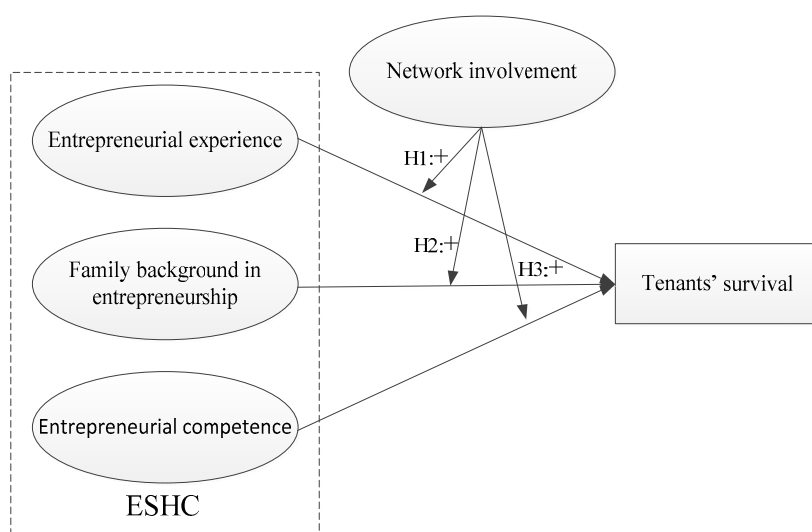 Network involvement
Entrepreneurial experience
H1:+
H2:+
Family background in
entrepreneurship
H3:+
Tenants’ survival
Entrepreneurial competence
ESHC